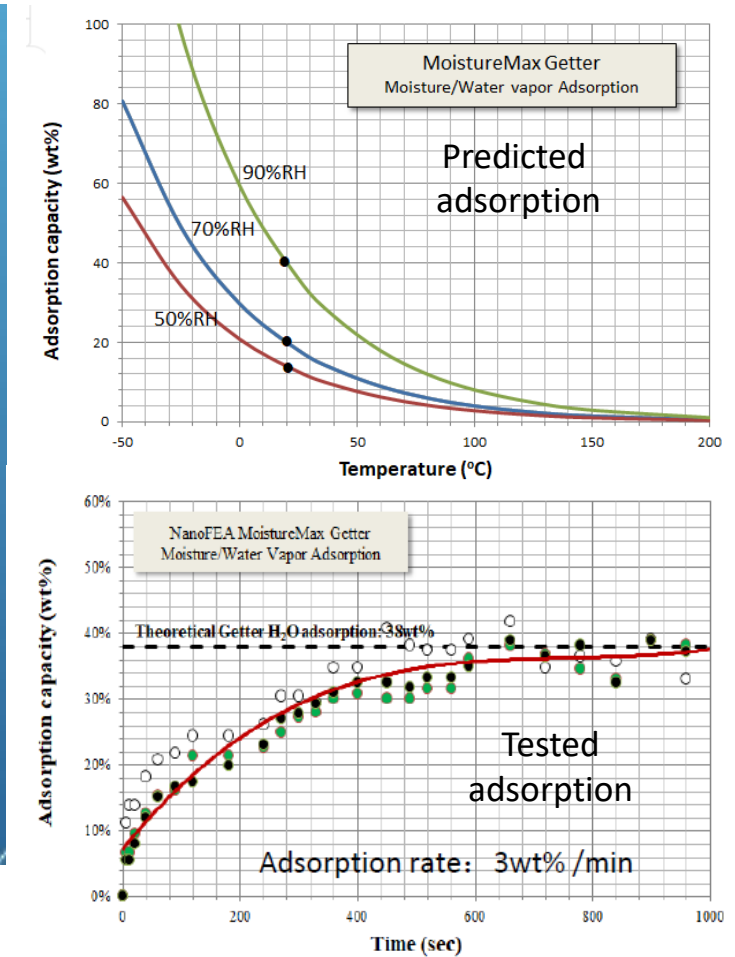 100
80
60
40
20
0
Adsorption capacity (wt%)
MoistureMax Getter
Moisture/Water vapor Adsorption
Predicted
adsorption
90%RH
70%RH
50%RH
-50
0
50
100
150
200
Temperature (ºC)
60%
50%
40%
30%
20%
10%
0%
Adsorption capacity (wt%)
NanoFEA MoistureMax Getter
Moisture/Water Vapor Adsorption
Theoretical Getter H₂O adsorption: 38wt%
Tested
adsorption
Adsorption rate： 3wt% /min
0
200
400
600
800
1000
Time (sec)